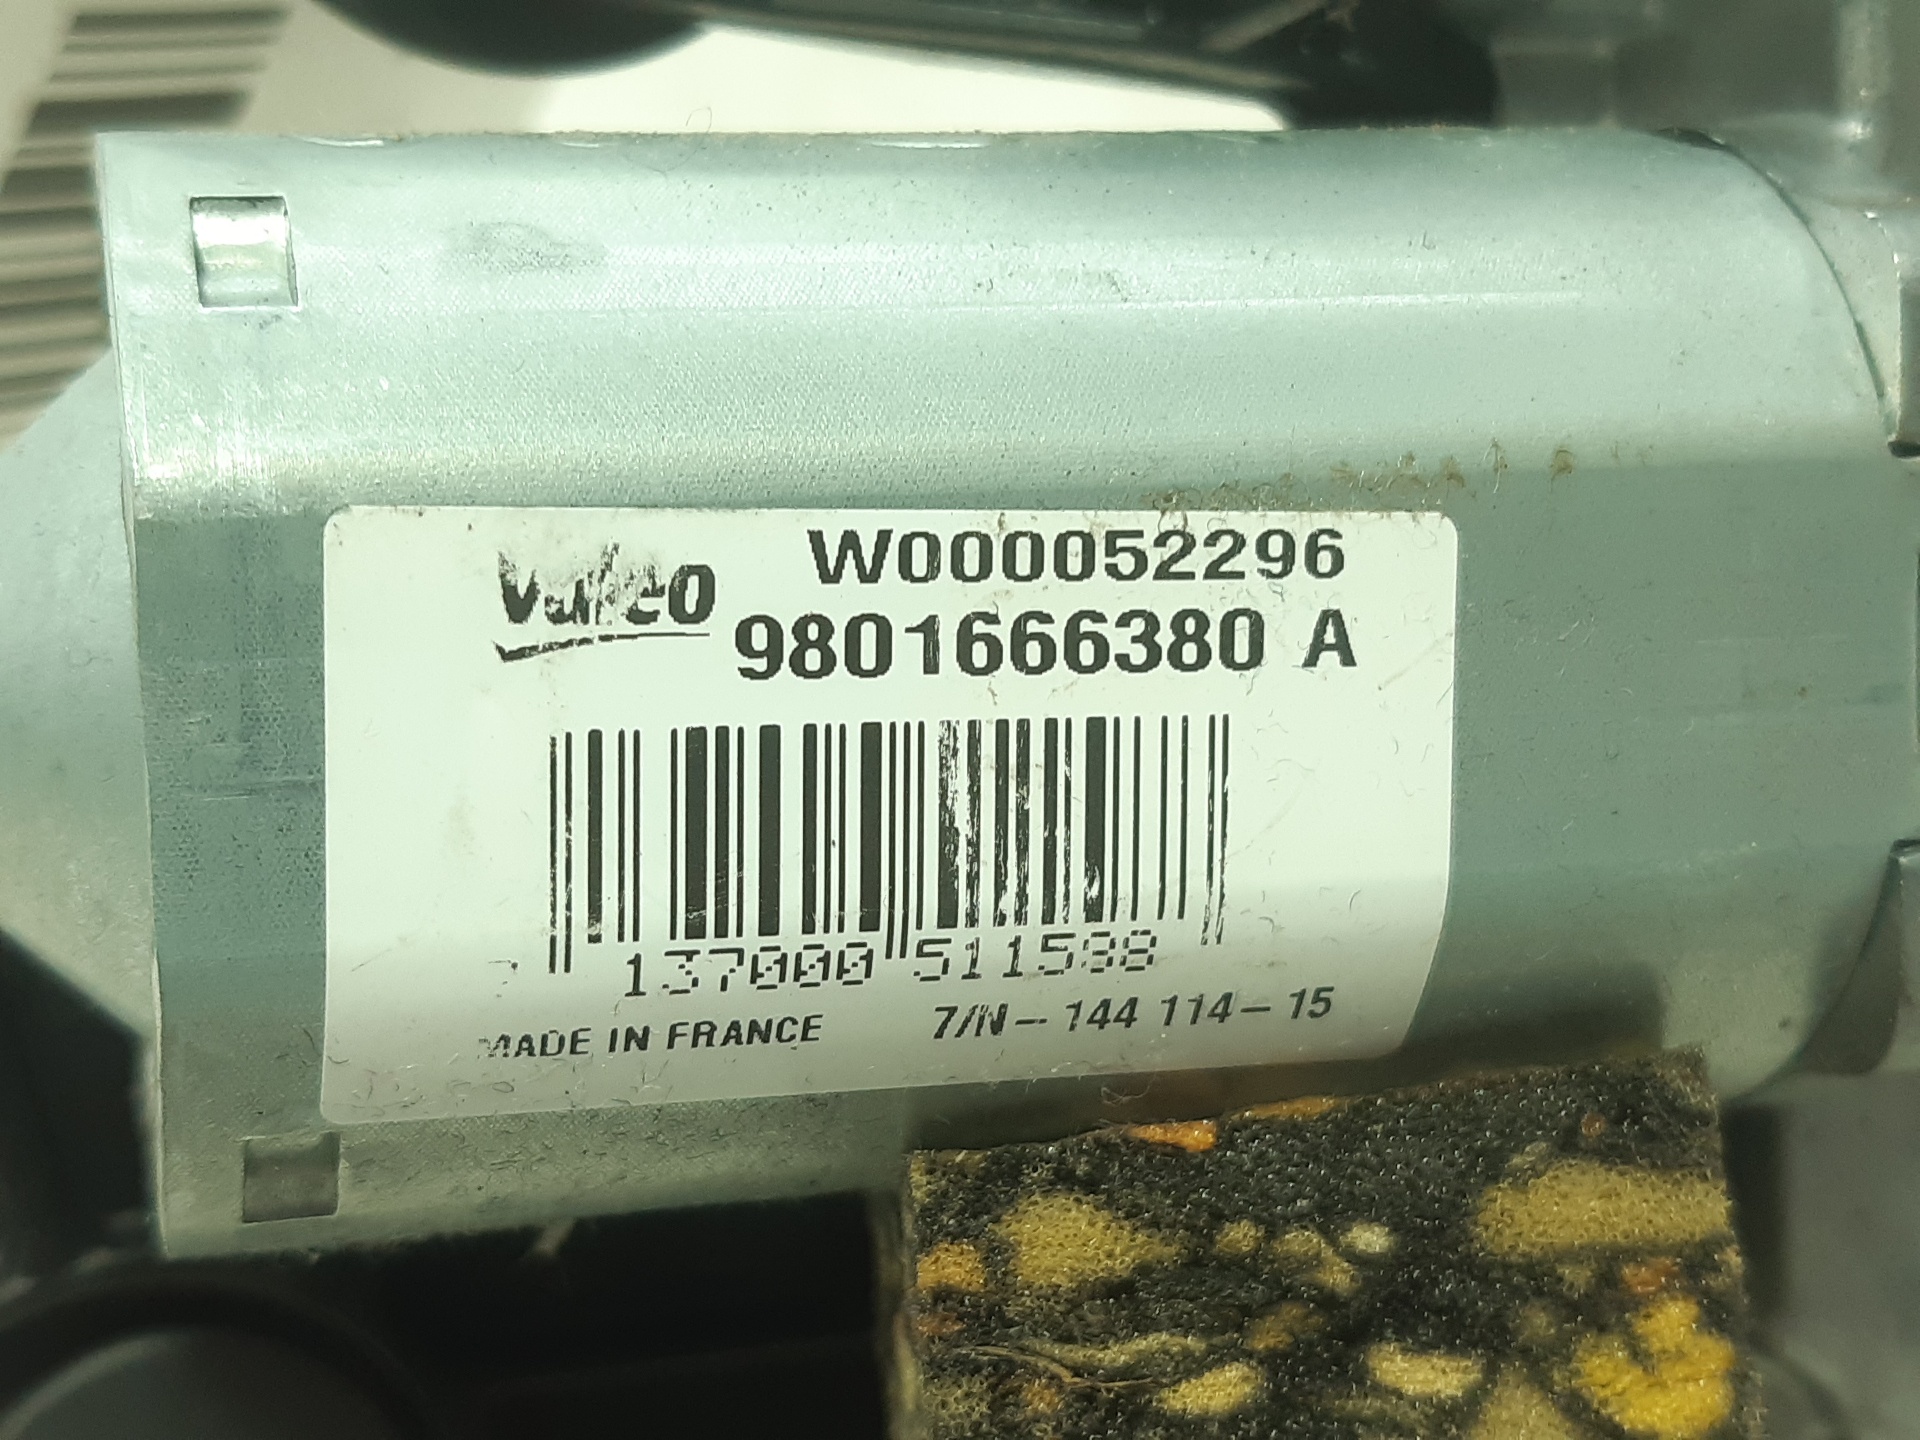 Valeo
W000052296
9801666380 A
137000 511598
MADE IN FRANCE 7/N - 144 114 - 15